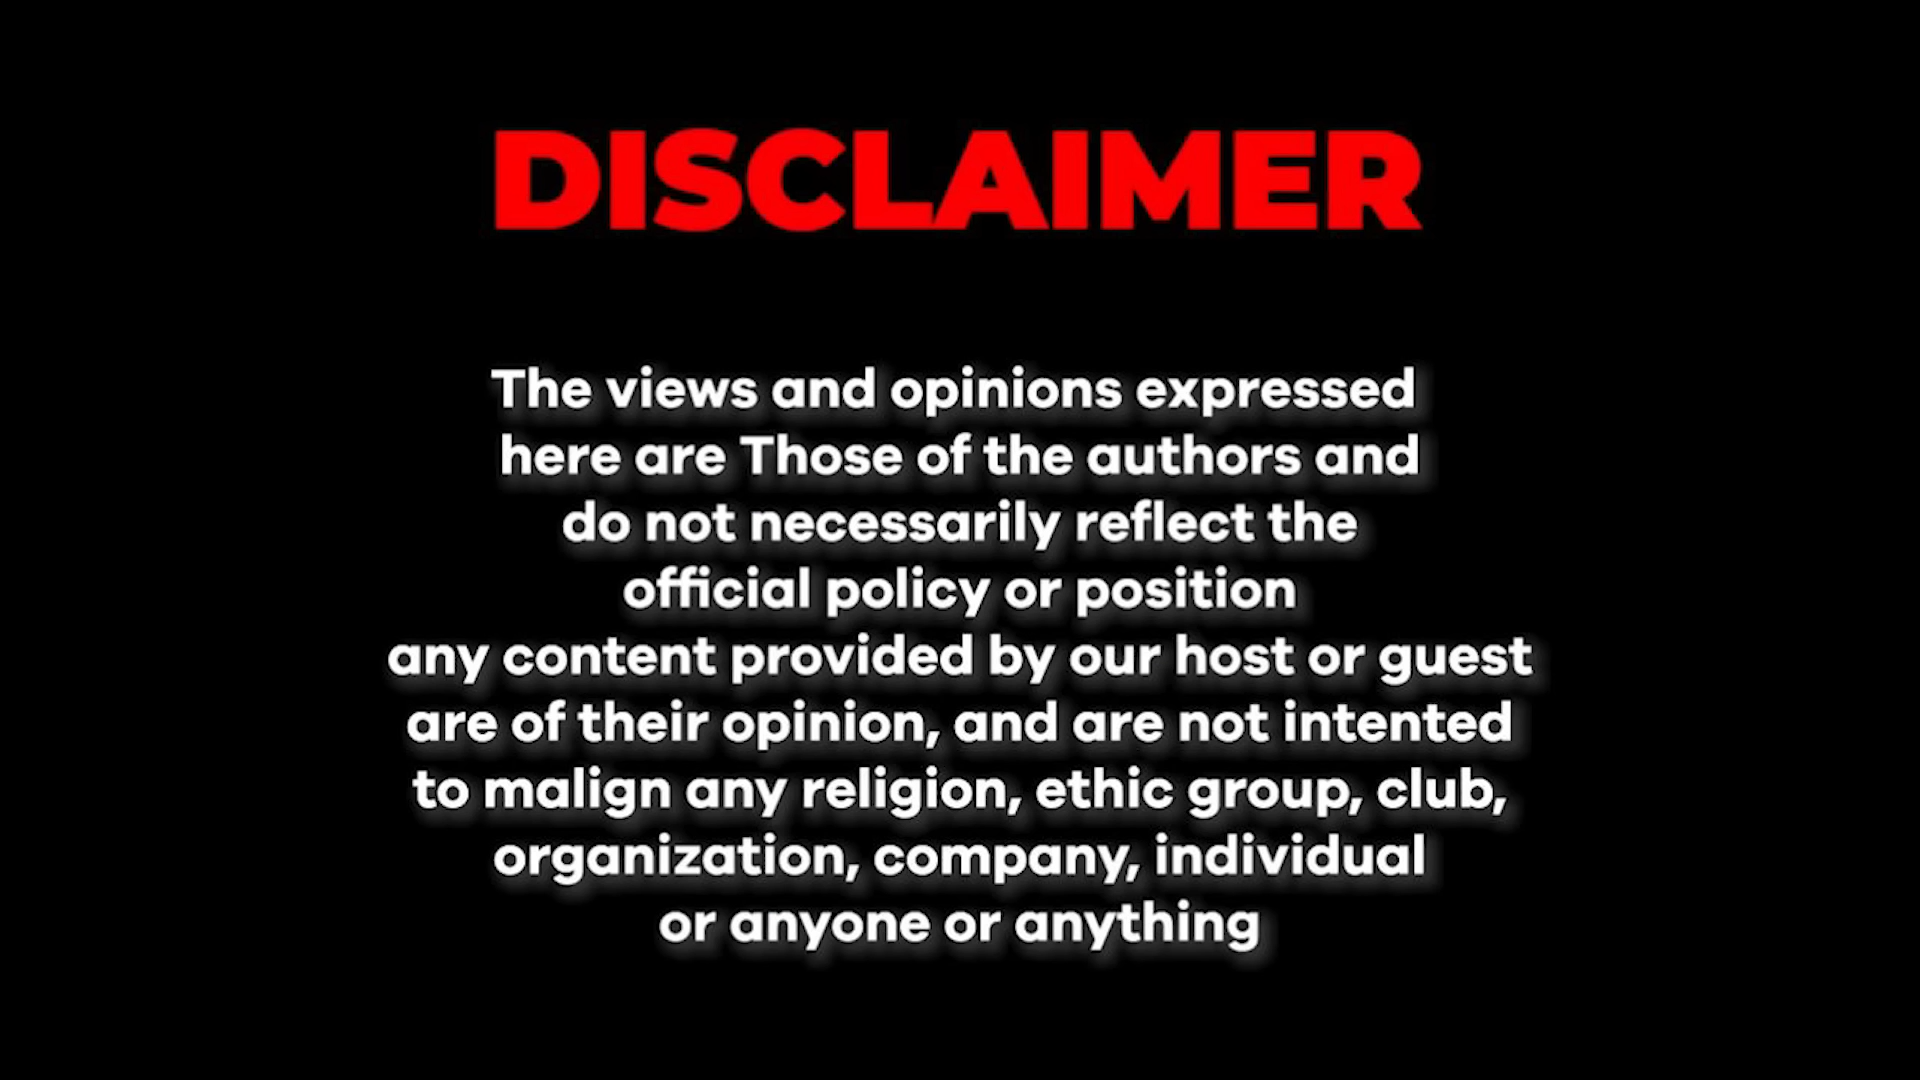 DISCLAIMER
The views and opinions expressed
here are Those of the authors and
do not necessarily reflect the
official policy or position
any content provided by our host or guest
are of their opinion, and are not intented
to malign any religion, ethic group, club,
organization, company, individual
or anyone or anything